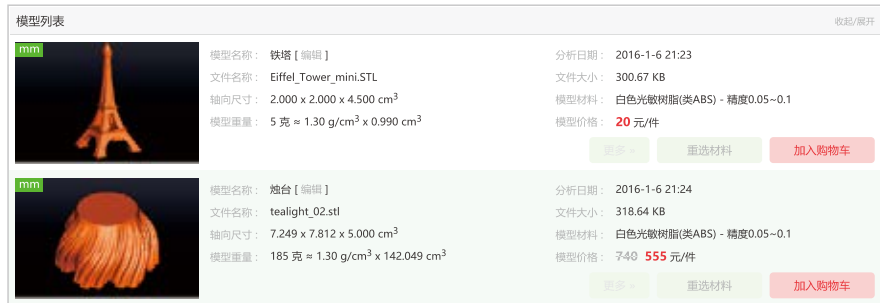 模型列表 收起/展开
mm
模型名称： 铁塔 [ 编辑 ] 分析日期： 2016-1-6 21:23
文件名称： Eiffel_Tower_mini.STL 文件大小： 300.67 KB
轴向尺寸： 2.000 x 2.000 x 4.500 cm³ 模型材料： 白色光敏树脂(类ABS) - 精度0.05~0.1
模型重量： 5 克 ≈ 1.30 g/cm³ x 0.990 cm³ 模型价格： 20 元/件
更多 » 重选材料 加入购物车
mm
模型名称： 烛台 [ 编辑 ] 分析日期： 2016-1-6 21:24
文件名称： tealight_02.stl 文件大小： 318.64 KB
轴向尺寸： 7.249 x 7.812 x 5.000 cm³ 模型材料： 白色光敏树脂(类ABS) - 精度0.05~0.1
模型重量： 185 克 ≈ 1.30 g/cm³ x 142.049 cm³ 模型价格： 740 555 元/件
更多 » 重选材料 加入购物车